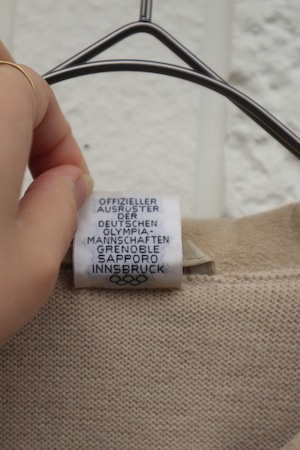 OFFIZIELLER
AUSRÜSTER
DER
DEUTSCHEN
OLYMPIA-
MANNSCHAFTEN
GRENOBLE
SAPPORO
INNSBRUCK